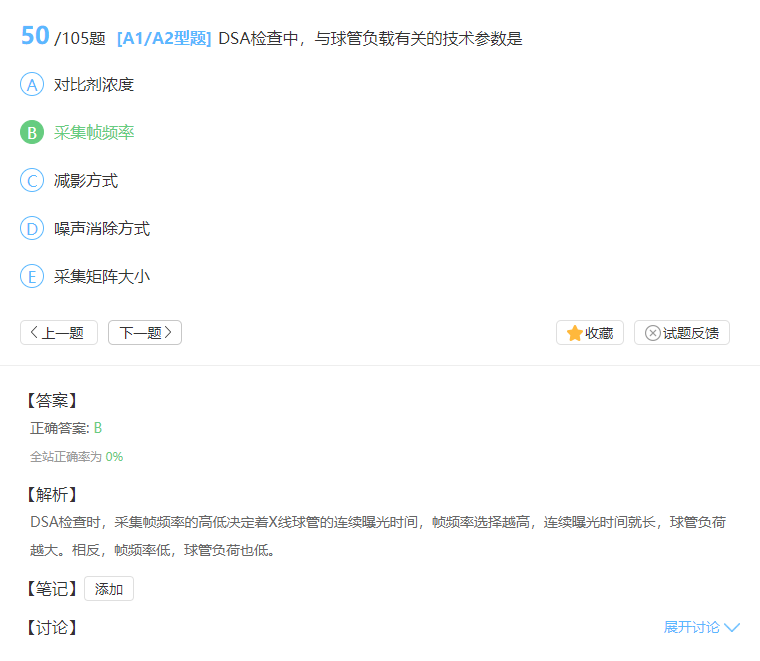 50 /105题 [A1/A2型题] DSA检查中，与球管负载有关的技术参数是
A 对比剂浓度
B 采集帧频率
C 减影方式
D 噪声消除方式
E 采集矩阵大小
上一题 下一题 收藏 试题反馈
【答案】
正确答案: B
全站正确率为 0%
【解析】
DSA检查时，采集帧频率的高低决定着X线球管的连续曝光时间，帧频率选择越高，连续曝光时间就长，球管负荷
越大。相反，帧频率低，球管负荷也低。
【笔记】 添加
【讨论】 展开讨论